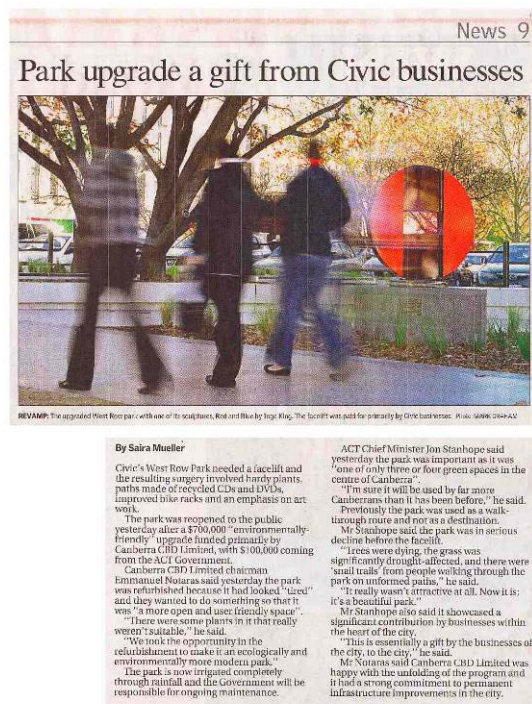 News 9
Park upgrade a gift from Civic businesses
REVAMP: The upgraded West Row park with one of its sculptures, Red and Blue by Inge King. The facelift was paid for primarily by Civic businesses. Photo: MARK GRAHAM
By Saira Mueller
Civic's West Row Park needed a facelift and
the resulting surgery involved hardy plants,
paths made of recycled CDs and DVDs,
improved bike racks and an emphasis on art
work.
The park was reopened to the public
yesterday after a $700,000 "environmentally-
friendly" upgrade funded primarily by
Canberra CBD Limited, with $100,000 coming
from the ACT Government.
Canberra CBD Limited chairman
Emmanuel Notaras said yesterday the park
was refurbished because it had looked "tired"
and they wanted to do something so that it
was "a more open and user friendly space".
"There were some plants in it that really
weren't suitable," he said.
"We took the opportunity in the
refurbishment to make it an ecologically and
environmentally more modern park."
The park is now irrigated completely
through rainfall and the Government will be
responsible for ongoing maintenance.
ACT Chief Minister Jon Stanhope said
yesterday the park was important as it was
"one of only three or four green spaces in the
centre of Canberra".
"I'm sure it will be used by far more
Canberrans than it has been before," he said.
Previously the park was used as a walk-
through route and not as a destination.
Mr Stanhope said the park was in serious
decline before the facelift.
"Trees were dying, the grass was
significantly drought-affected, and there were
'snail trails' from people walking through the
park on unformed paths," he said.
"It really wasn't attractive at all. Now it is;
it's a beautiful park."
Mr Stanhope also said it showcased a
significant contribution by businesses within
the heart of the city.
"This is essentially a gift by the businesses of
the city, to the city," he said.
Mr Notaras said Canberra CBD Limited was
happy with the unfolding of the program and
it had a strong commitment to permanent
infrastructure improvements in the city.